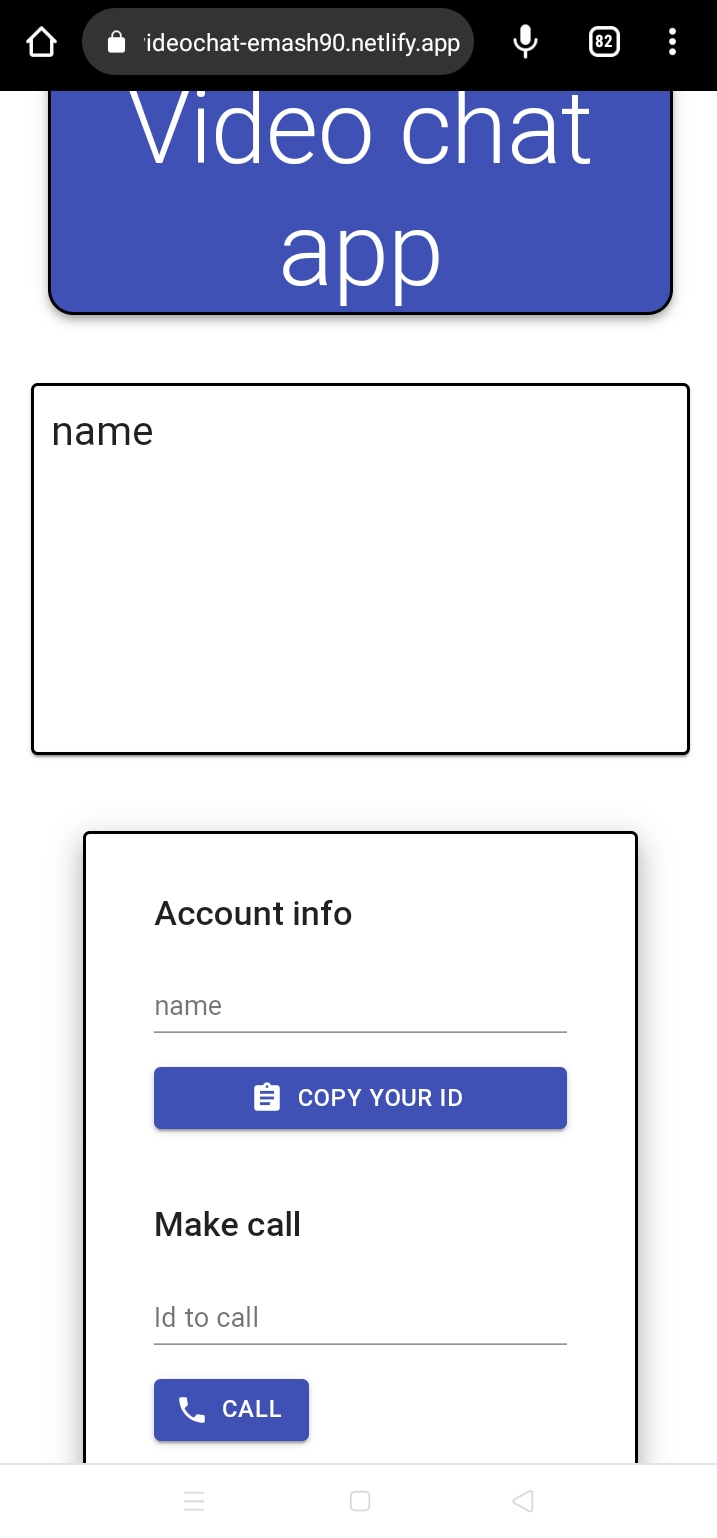 ideochat-emash90.netlify.app
82
Video chat
app
name
Account info
name
COPY YOUR ID
Make call
Id to call
CALL